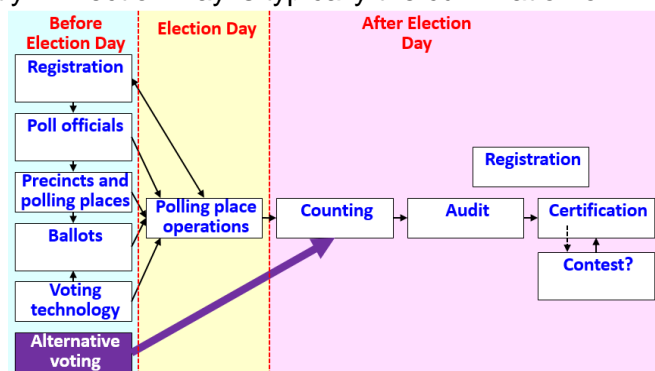 Before
Election Day
Election Day
After Election
Day
Registration
Poll officials
Precincts and
polling places
Ballots
Voting
technology
Alternative
voting
Polling place
operations
Counting
Audit
Registration
Certification
Contest?